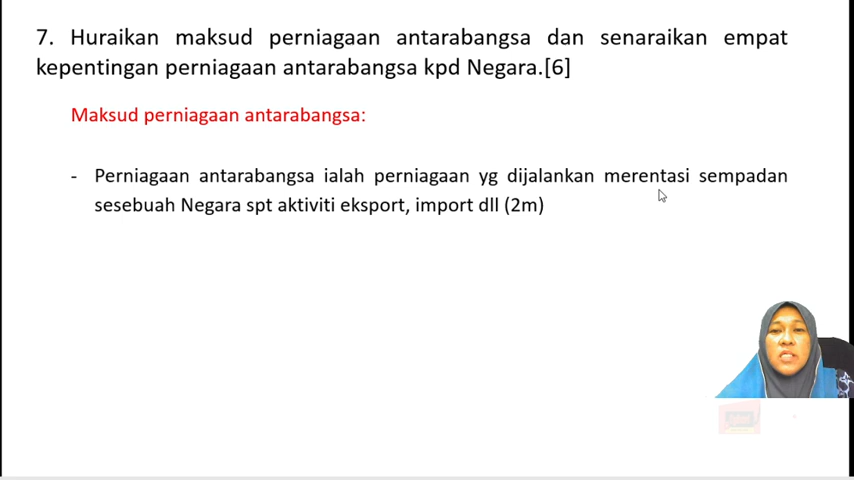 7. Huraikan maksud perniagaan antarabangsa dan senaraikan empat
kepentingan perniagaan antarabangsa kpd Negara.[6]
Maksud perniagaan antarabangsa:
- Perniagaan antarabangsa ialah perniagaan yg dijalankan merentasi sempadan
sesebuah Negara spt aktiviti eksport, import dll (2m)